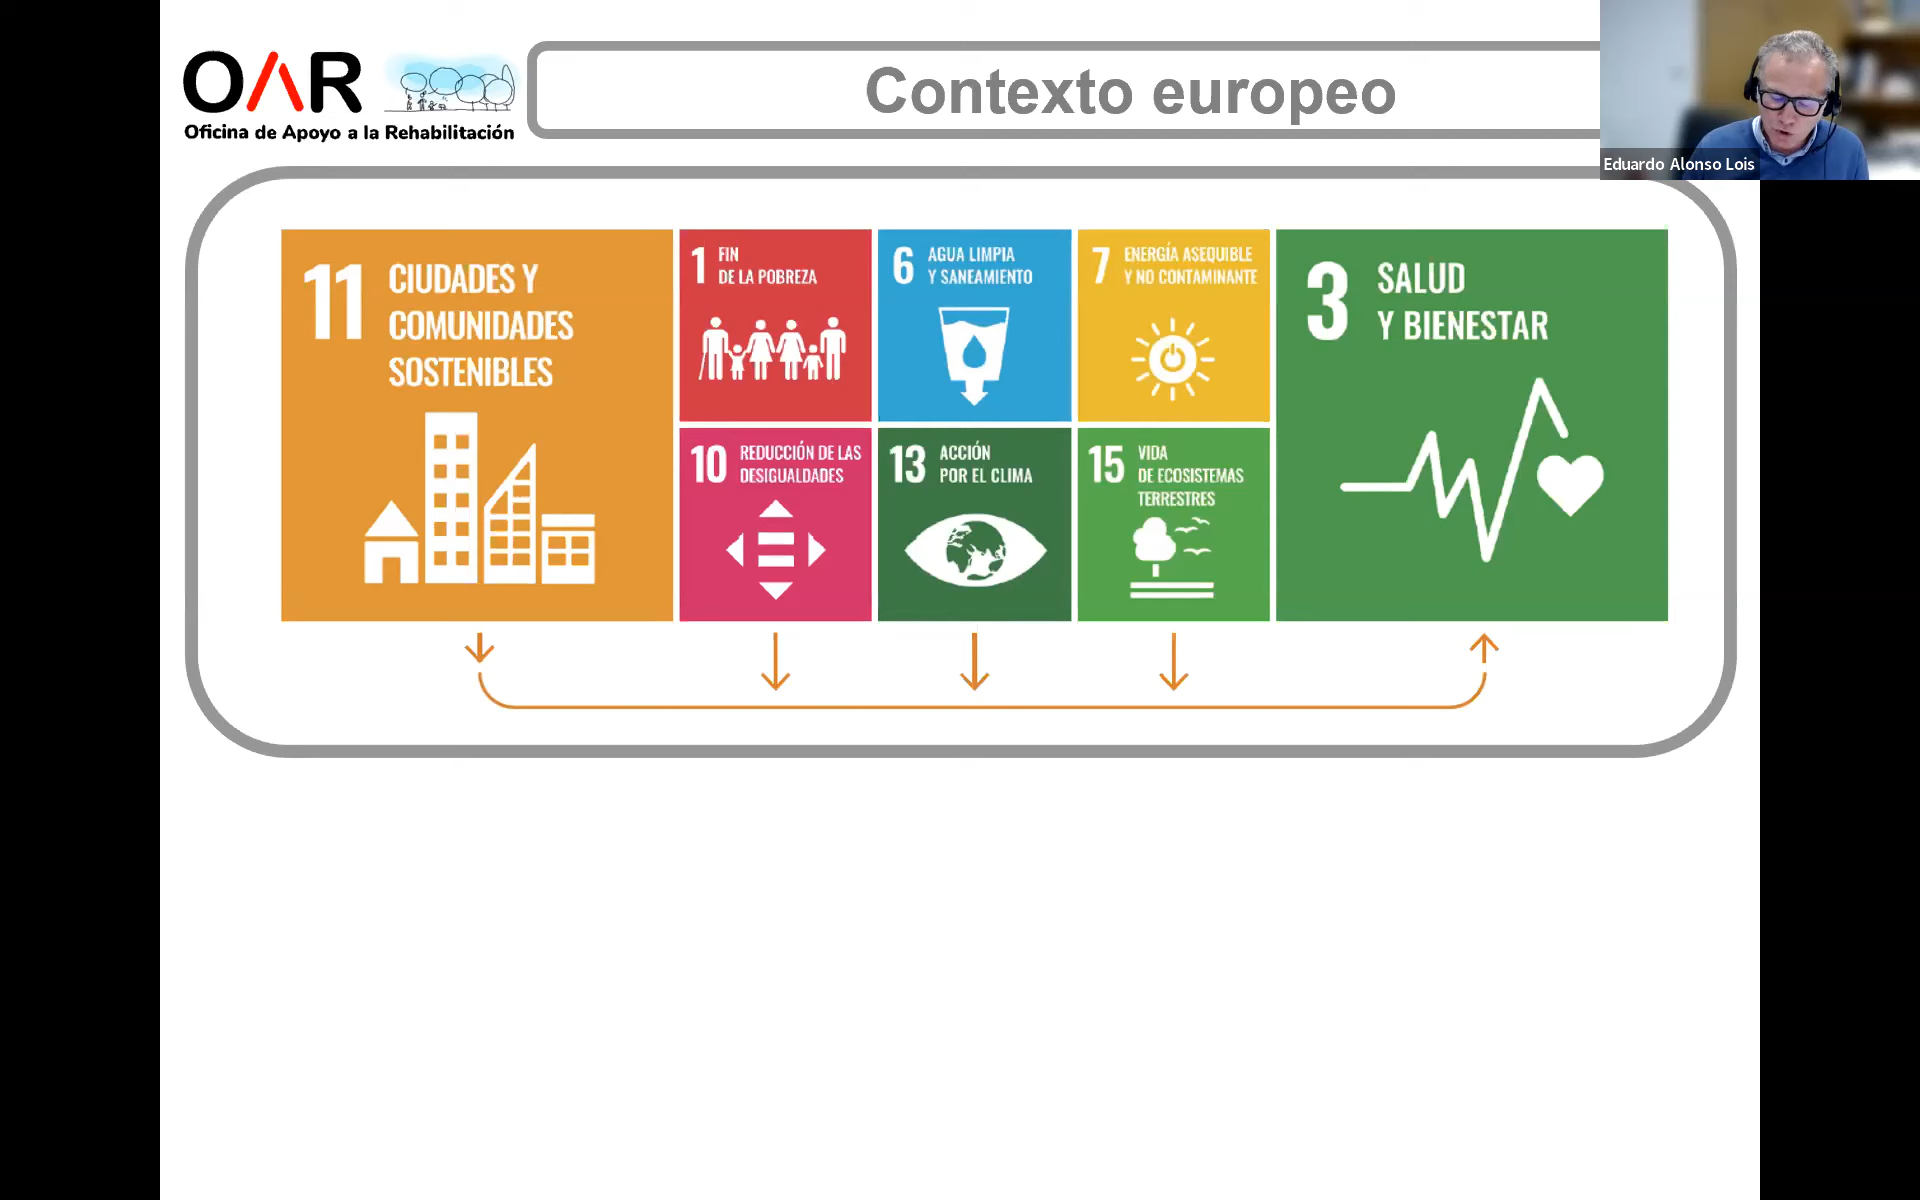 OAR
Oficina de Apoyo a la Rehabilitación
Contexto europeo
Eduardo Alonso Lois
11 CIUDADES Y
COMUNIDADES
SOSTENIBLES
1 FIN
DE LA POBREZA
6 AGUA LIMPIA
Y SANEAMIENTO
7 ENERGÍA ASEQUIBLE
Y NO CONTAMINANTE
10 REDUCCIÓN DE LAS
DESIGUALDADES
13 ACCIÓN
POR EL CLIMA
15 VIDA
DE ECOSISTEMAS
TERRESTRES
3 SALUD
Y BIENESTAR